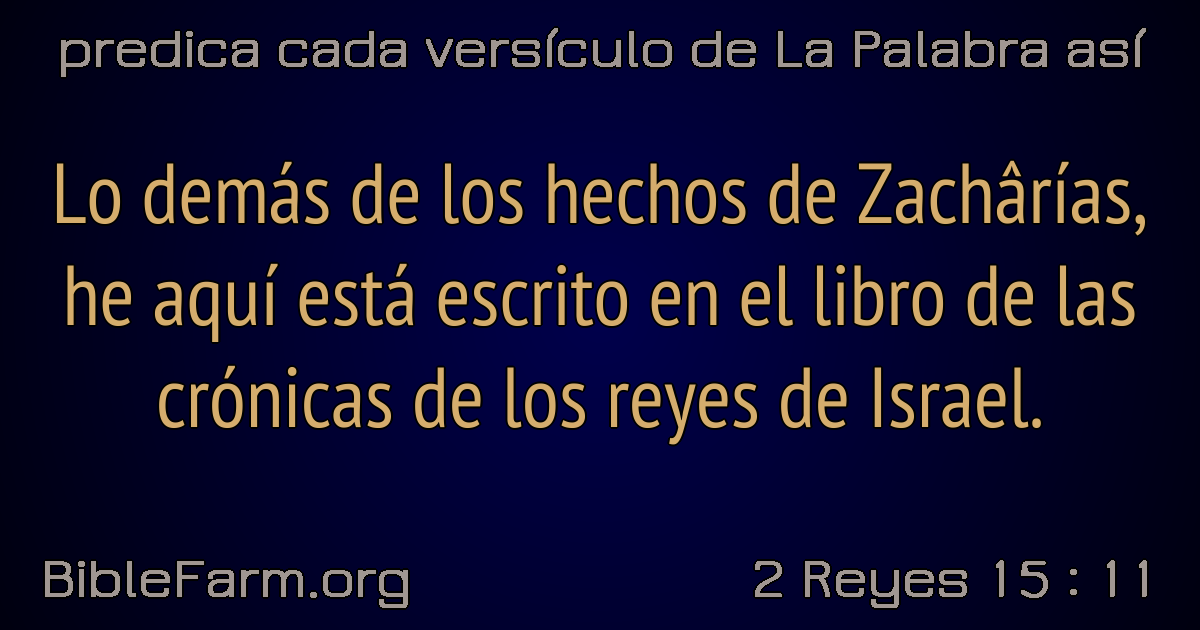 predica cada versículo de La Palabra así
Lo demás de los hechos de Zachârías,
he aquí está escrito en el libro de las
crónicas de los reyes de Israel.
BibleFarm.org
2 Reyes 15 : 11